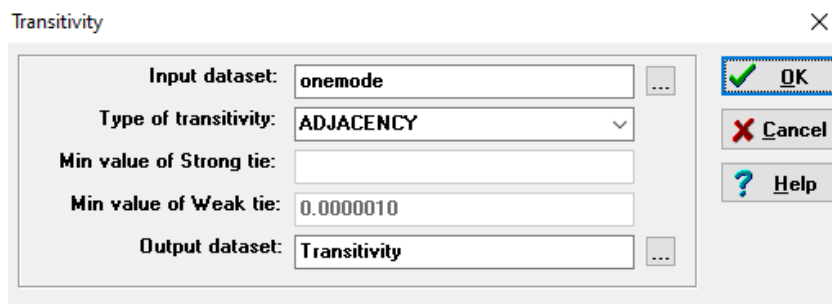 Transitivity
Input dataset: onemode ...
OK
Type of transitivity: ADJACENCY
Cancel
Min value of Strong tie:
Min value of Weak tie: 0.0000010
Help
Output dataset: Transitivity ...